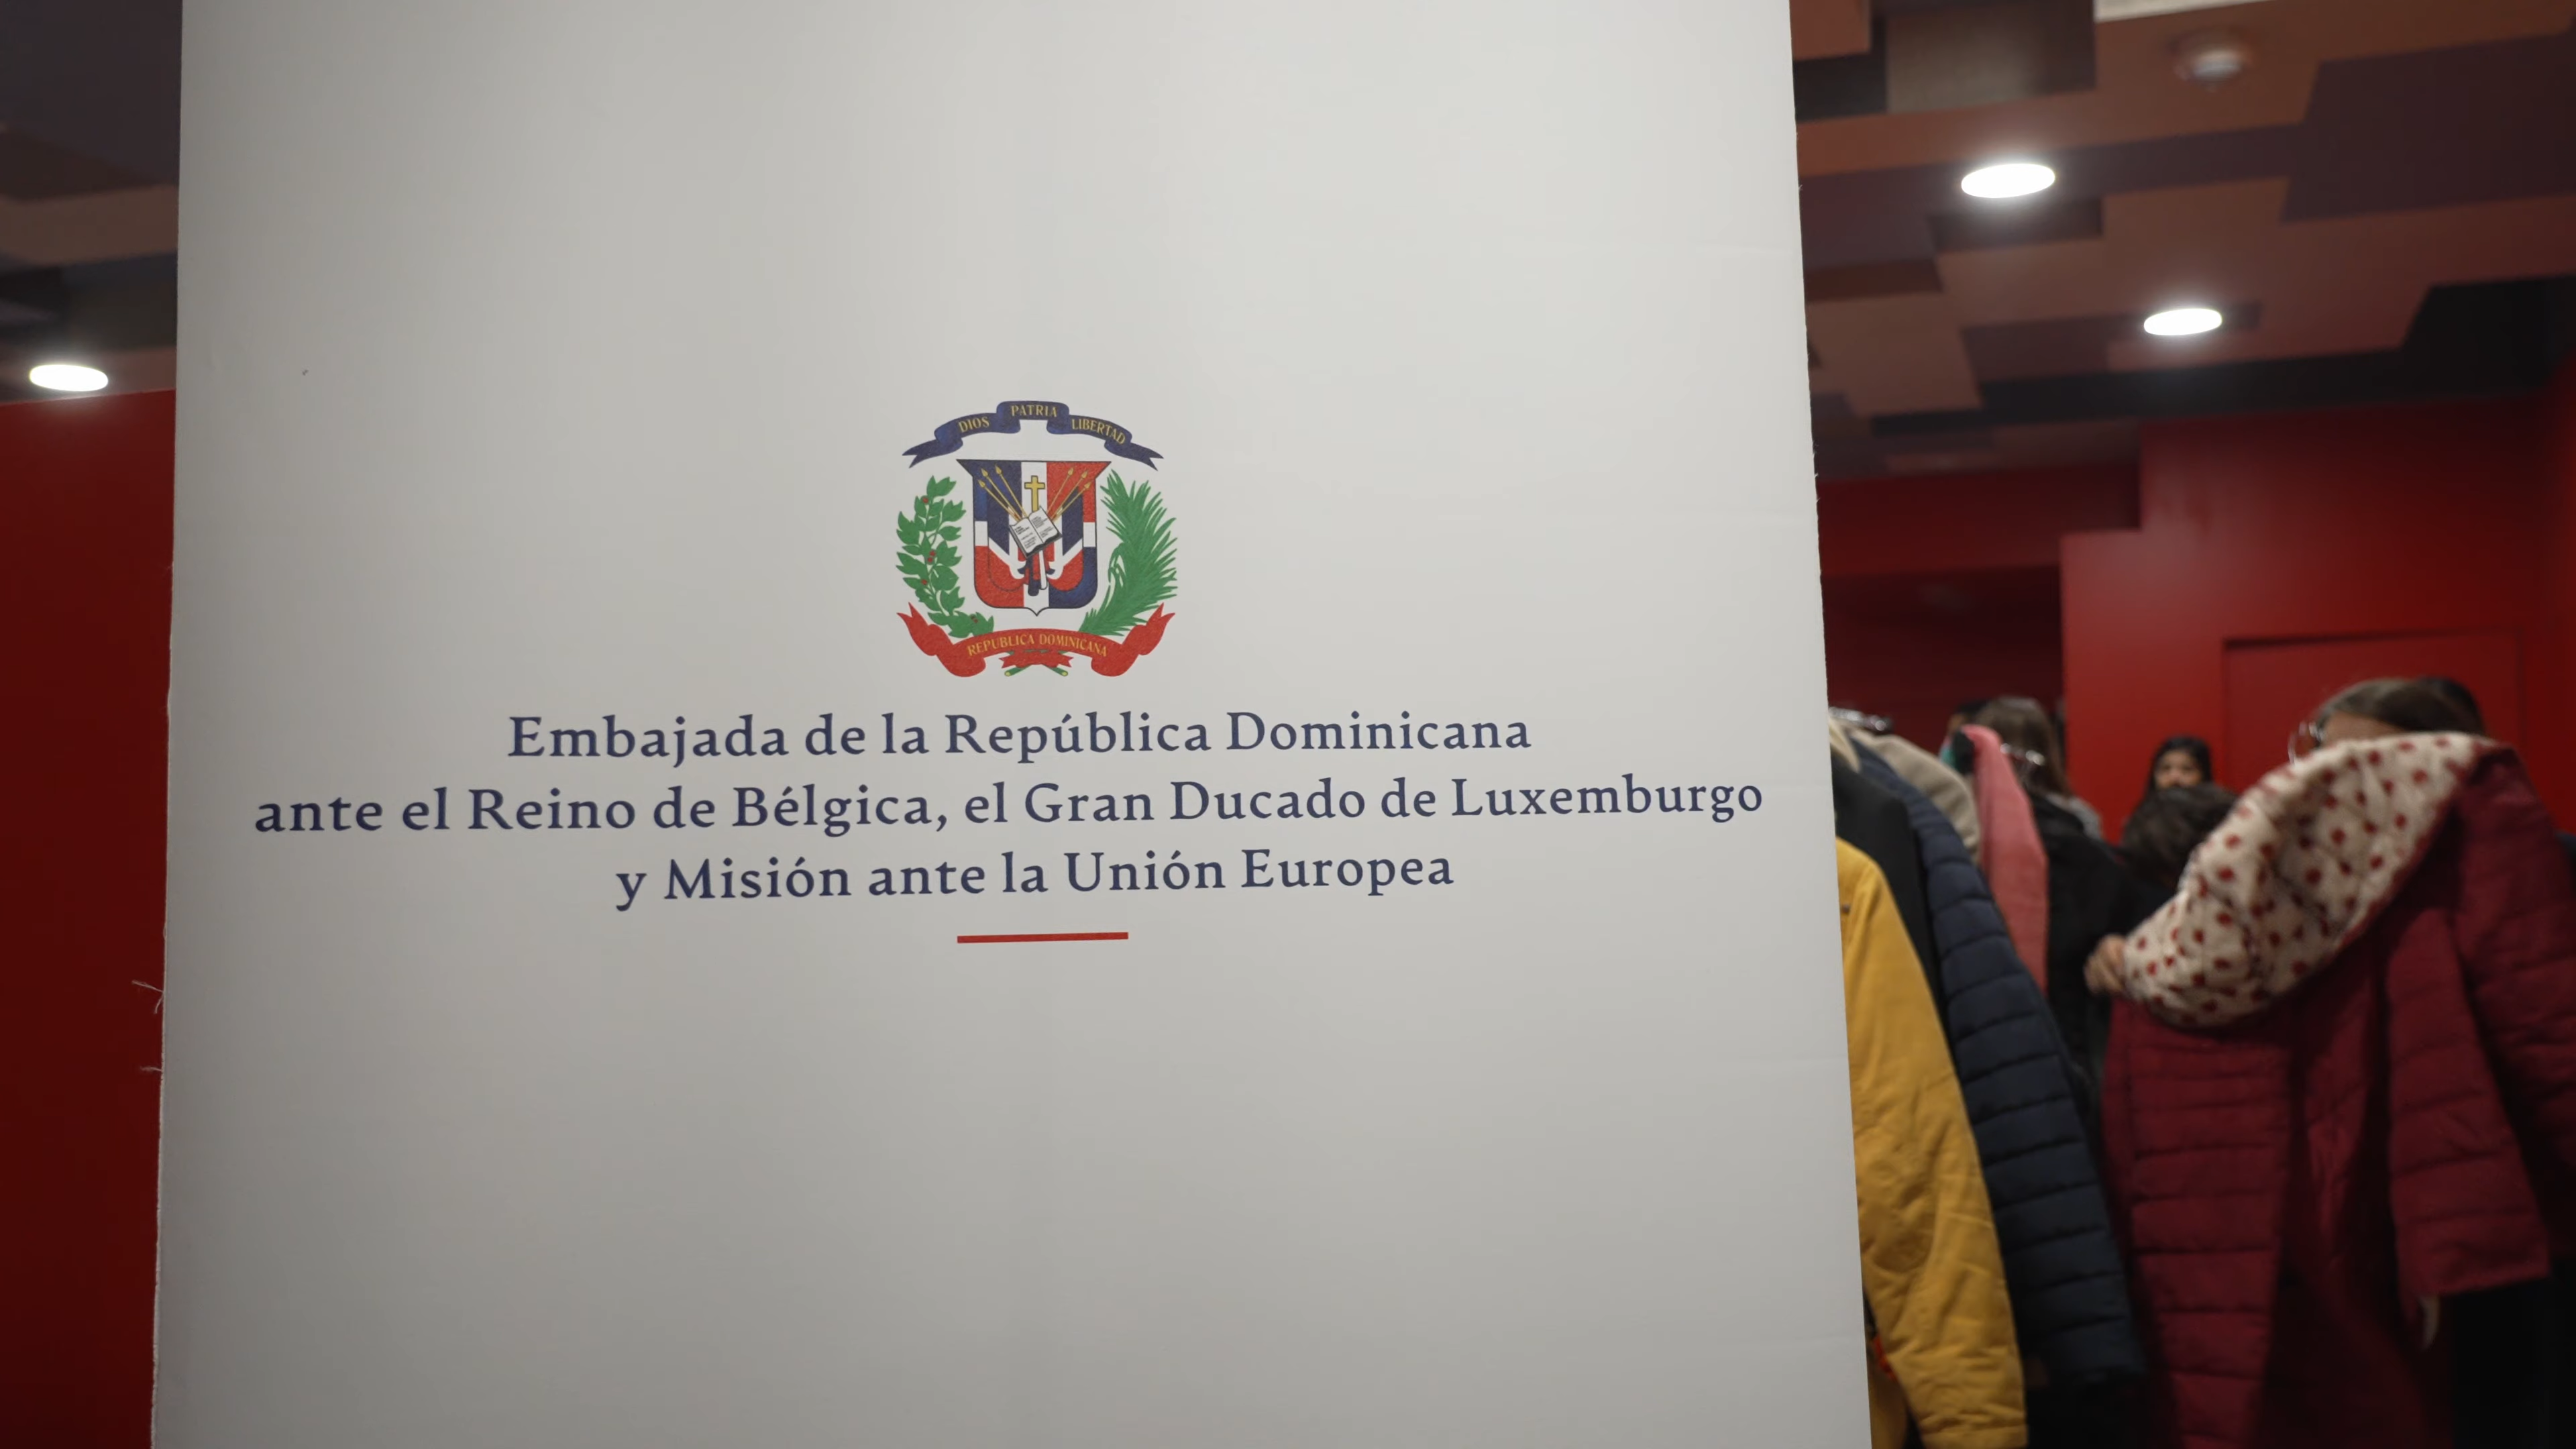 DIOS PATRIA LIBERTAD
REPUBLICA DOMINICANA
Embajada de la República Dominicana
ante el Reino de Bélgica, el Gran Ducado de Luxemburgo
y Misión ante la Unión Europea